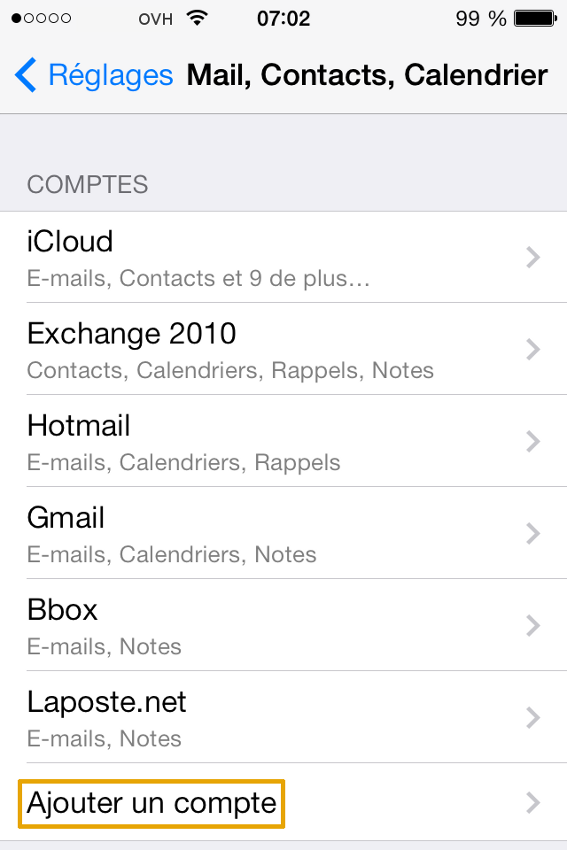 OVH 07:02 99 %
Réglages Mail, Contacts, Calendrier
COMPTES
iCloud
E-mails, Contacts et 9 de plus...
Exchange 2010
Contacts, Calendriers, Rappels, Notes
Hotmail
E-mails, Calendriers, Rappels
Gmail
E-mails, Calendriers, Notes
Bbox
E-mails, Notes
Laposte.net
E-mails, Notes
Ajouter un compte